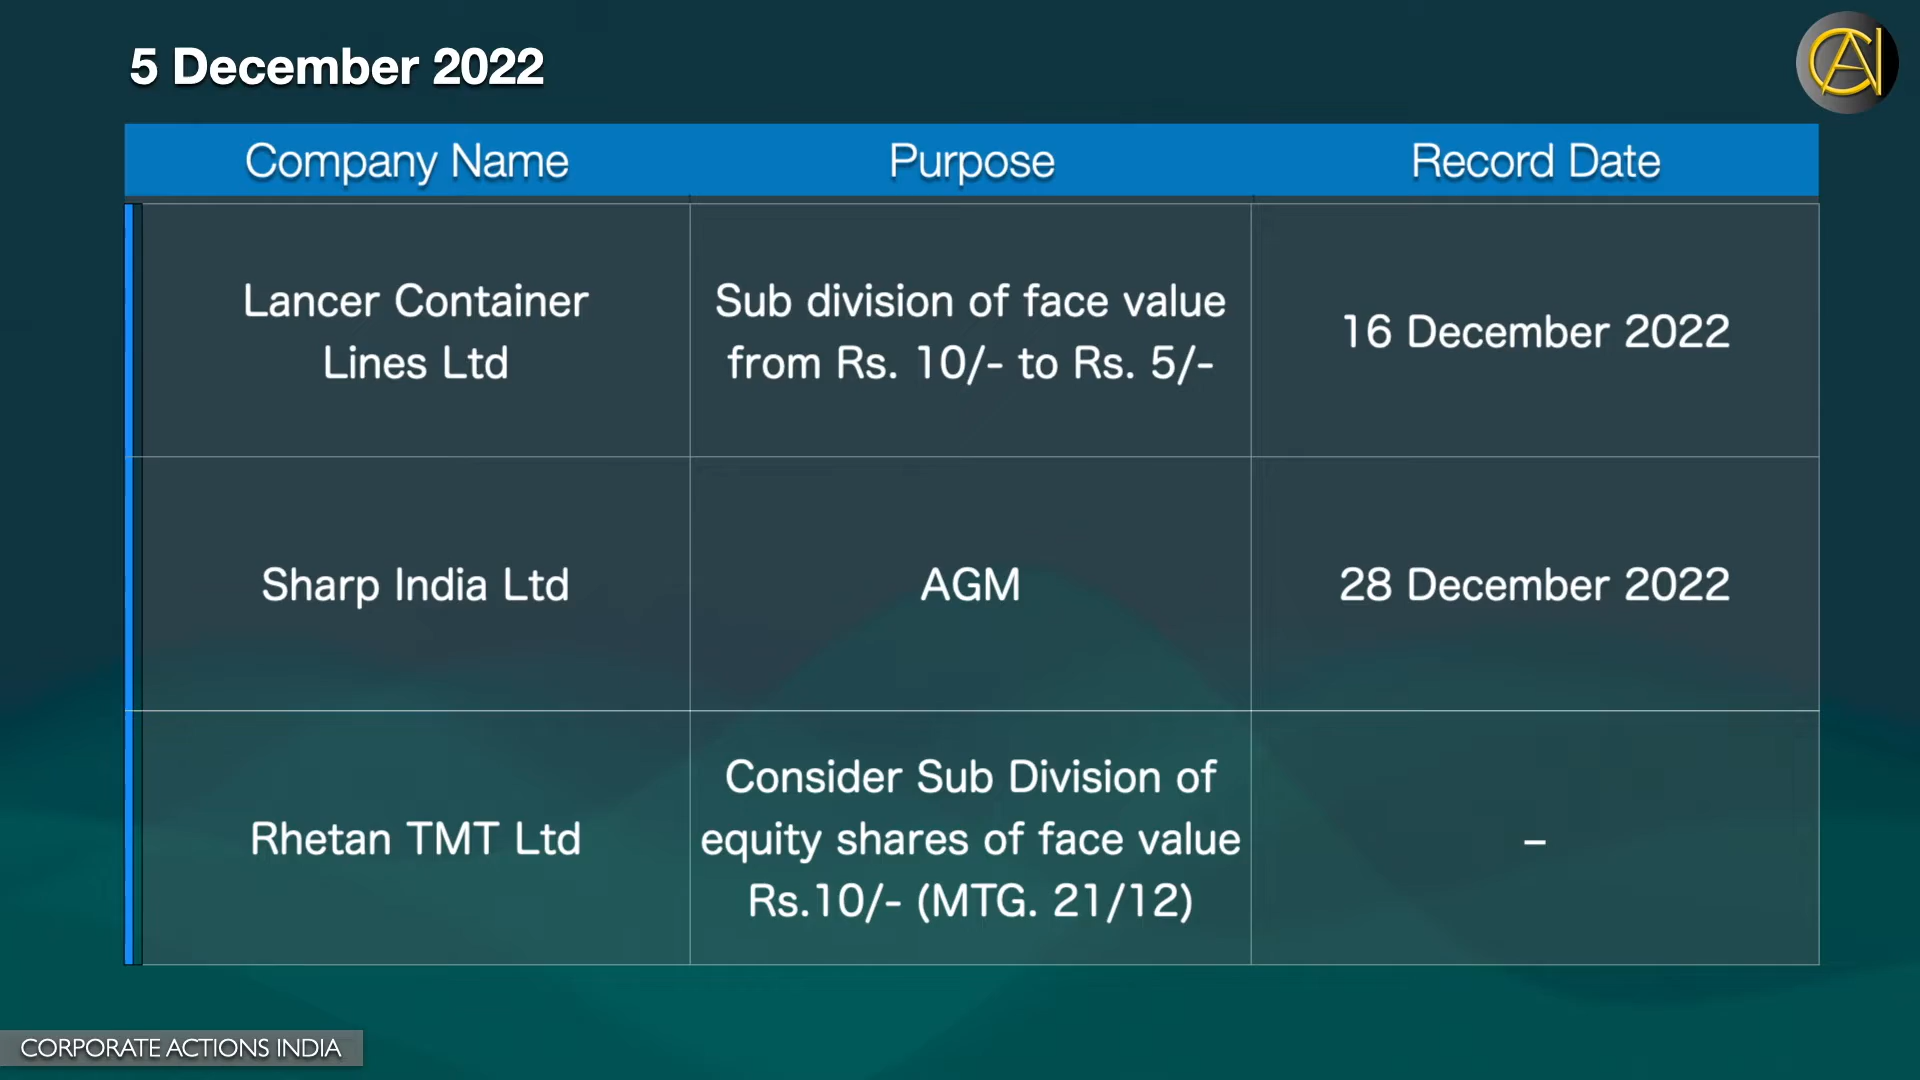 5 December 2022
CAI
Company Name Purpose Record Date
Lancer Container
Lines Ltd
Sub division of face value
from Rs. 10/- to Rs. 5/-
16 December 2022
Sharp India Ltd
AGM
28 December 2022
Rhetan TMT Ltd
Consider Sub Division of
equity shares of face value
Rs.10/- (MTG. 21/12)
–
CORPORATE ACTIONS INDIA